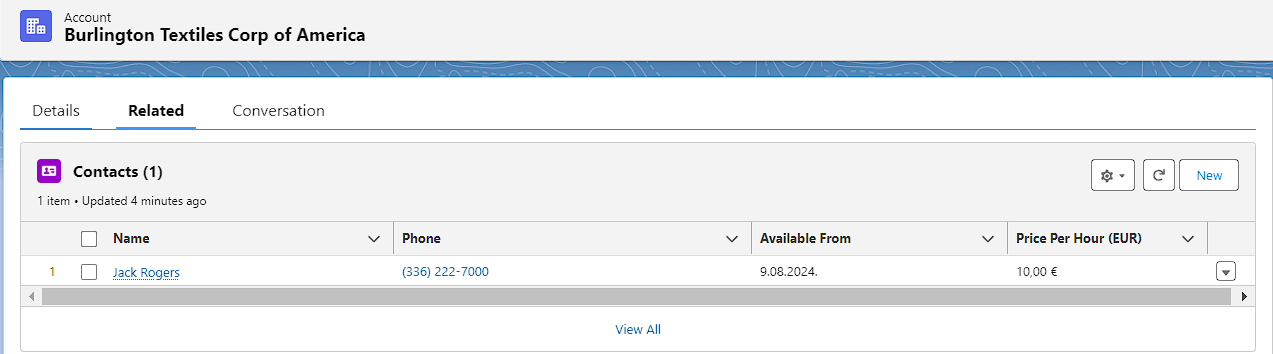 Account
Burlington Textiles Corp of America
Details Related Conversation
Contacts (1)
1 item • Updated 4 minutes ago
New
Name Phone Available From Price Per Hour (EUR)
1 Jack Rogers (336) 222-7000 9.08.2024. 10,00 €
View All